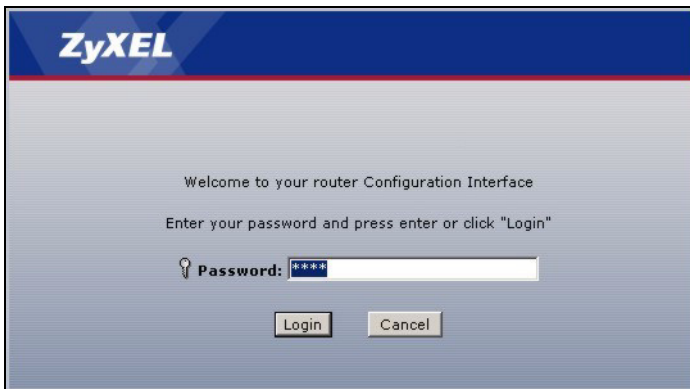 ZyXEL
Welcome to your router Configuration Interface
Enter your password and press enter or click "Login"
Password: ****
Login Cancel